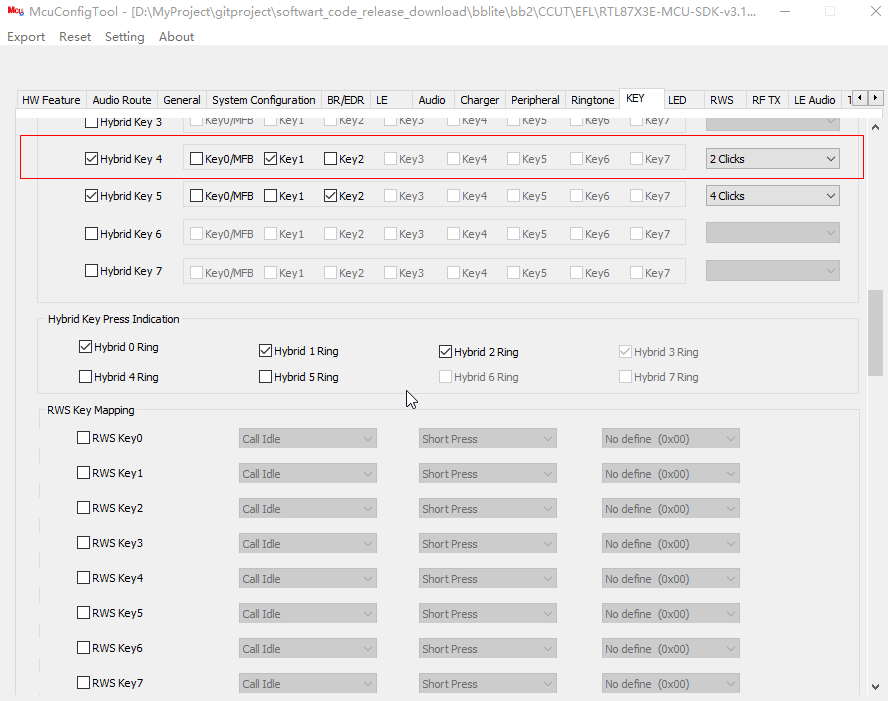 McuConfigTool - [D:\MyProject\gitproject\softwart_code_release_download\bblite\bb2\CCUT\EFL\RTL87X3E-MCU-SDK-v3.1...
Export Reset Setting About
HW Feature Audio Route General System Configuration BR/EDR LE Audio Charger Peripheral Ringtone KEY LED RWS RF TX LE Audio
Hybrid Key 3 Key0/MFB Key1 Key2 Key3 Key4 Key5 Key6 Key7
Hybrid Key 4 Key0/MFB Key1 Key2 Key3 Key4 Key5 Key6 Key7 2 Clicks
Hybrid Key 5 Key0/MFB Key1 Key2 Key3 Key4 Key5 Key6 Key7 4 Clicks
Hybrid Key 6 Key0/MFB Key1 Key2 Key3 Key4 Key5 Key6 Key7
Hybrid Key 7 Key0/MFB Key1 Key2 Key3 Key4 Key5 Key6 Key7
Hybrid Key Press Indication
Hybrid 0 Ring Hybrid 1 Ring Hybrid 2 Ring Hybrid 3 Ring
Hybrid 4 Ring Hybrid 5 Ring Hybrid 6 Ring Hybrid 7 Ring
RWS Key Mapping
RWS Key0 Call Idle Short Press No define (0x00)
RWS Key1 Call Idle Short Press No define (0x00)
RWS Key2 Call Idle Short Press No define (0x00)
RWS Key3 Call Idle Short Press No define (0x00)
RWS Key4 Call Idle Short Press No define (0x00)
RWS Key5 Call Idle Short Press No define (0x00)
RWS Key6 Call Idle Short Press No define (0x00)
RWS Key7 Call Idle Short Press No define (0x00)